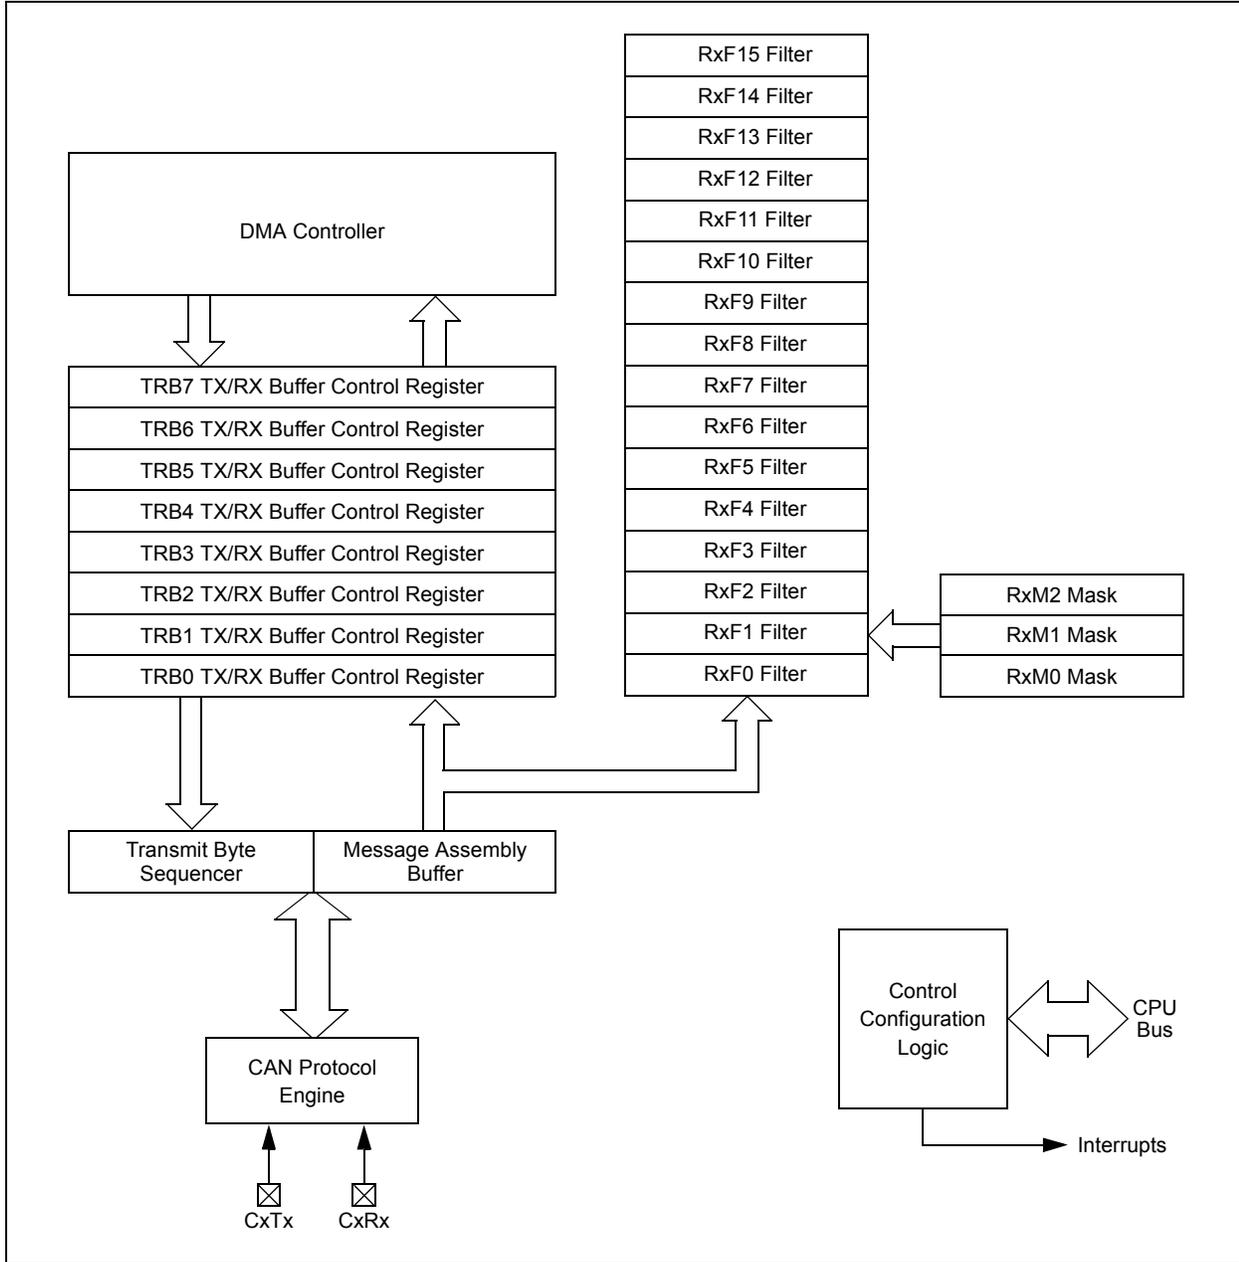 DMA Controller
TRB7 TX/RX Buffer Control Register
TRB6 TX/RX Buffer Control Register
TRB5 TX/RX Buffer Control Register
TRB4 TX/RX Buffer Control Register
TRB3 TX/RX Buffer Control Register
TRB2 TX/RX Buffer Control Register
TRB1 TX/RX Buffer Control Register
TRB0 TX/RX Buffer Control Register
RxF15 Filter
RxF14 Filter
RxF13 Filter
RxF12 Filter
RxF11 Filter
RxF10 Filter
RxF9 Filter
RxF8 Filter
RxF7 Filter
RxF6 Filter
RxF5 Filter
RxF4 Filter
RxF3 Filter
RxF2 Filter
RxF1 Filter
RxF0 Filter
RxM2 Mask
RxM1 Mask
RxM0 Mask
Transmit Byte
Sequencer
Message Assembly
Buffer
CAN Protocol
Engine
CxTx
CxRx
Control
Configuration
Logic
CPU
Bus
Interrupts